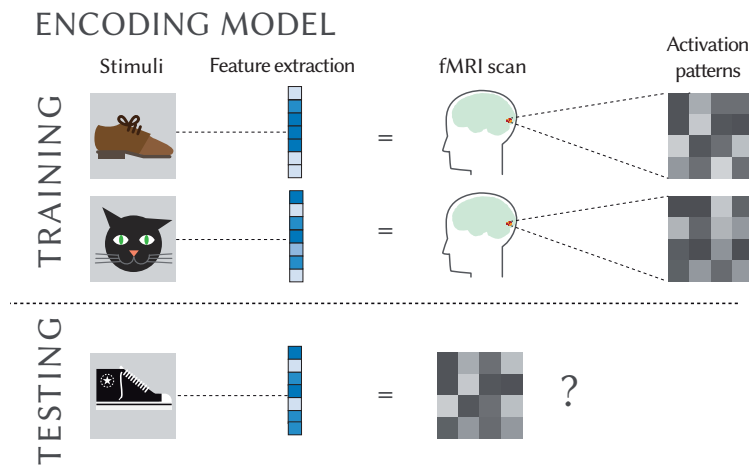 ENCODING MODEL
Stimuli
Feature extraction
fMRI scan
Activation
patterns
TRAINING
=
=
TESTING
=
?